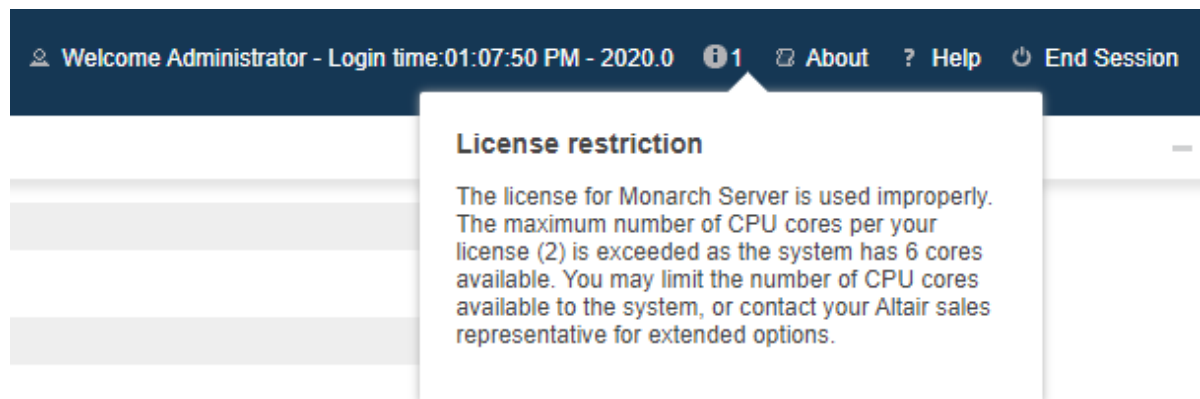 Welcome Administrator - Login time:01:07:50 PM - 2020.0 1 About ? Help End Session
License restriction
The license for Monarch Server is used improperly.
The maximum number of CPU cores per your
license (2) is exceeded as the system has 6 cores
available. You may limit the number of CPU cores
available to the system, or contact your Altair sales
representative for extended options.